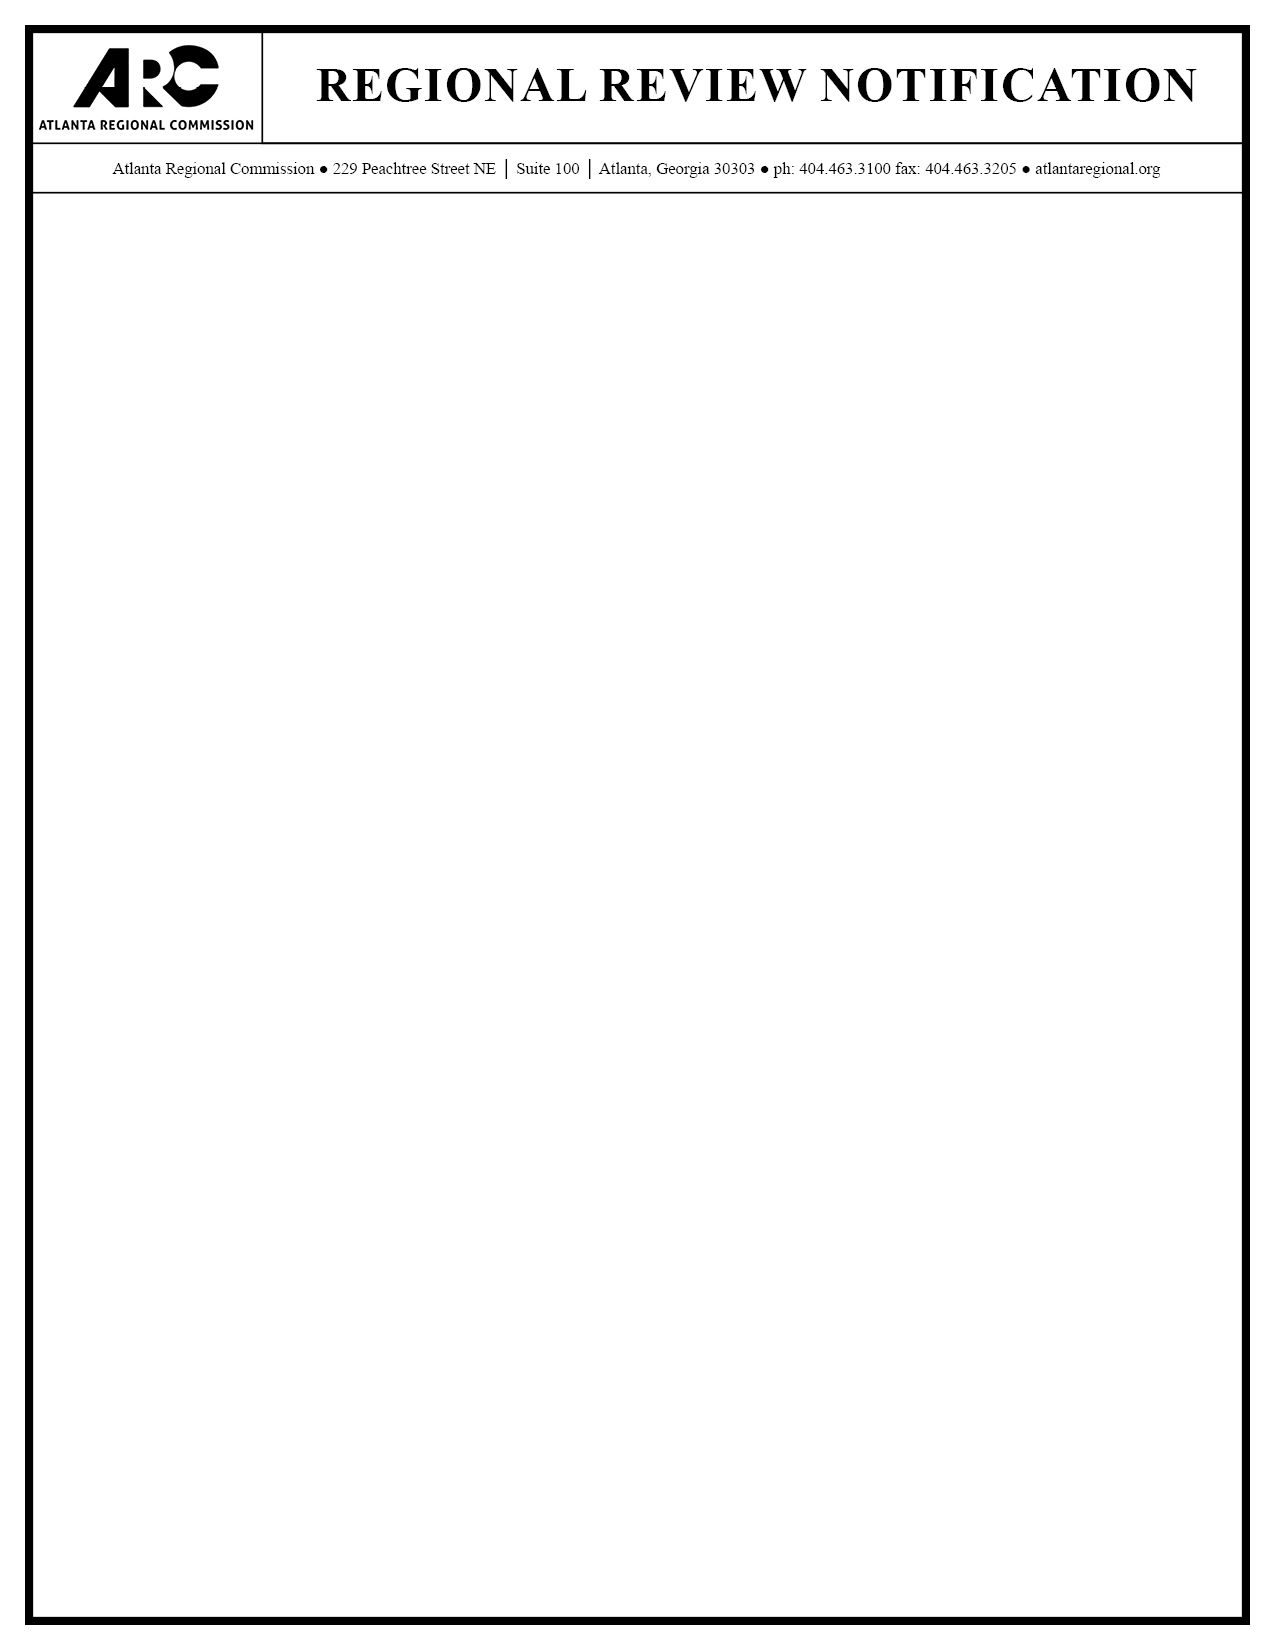 ARC
ATLANTA REGIONAL COMMISSION
REGIONAL REVIEW NOTIFICATION
Atlanta Regional Commission ● 229 Peachtree Street NE | Suite 100 | Atlanta, Georgia 30303 ● ph: 404.463.3100 fax: 404.463.3205 ● atlantaregional.org